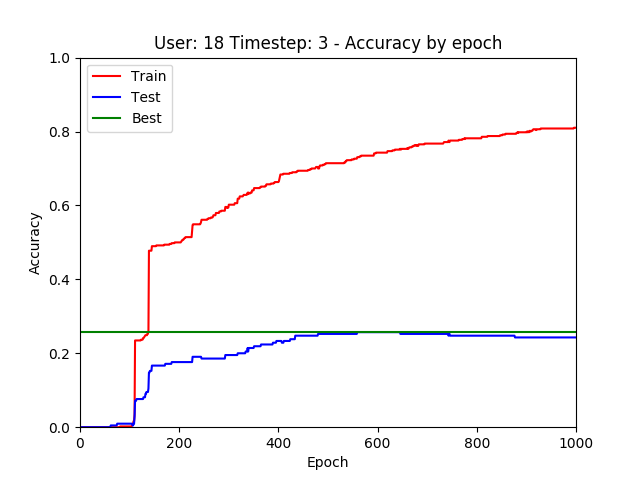 User: 18 Timestep: 3 - Accuracy by epoch
1.0
0.8
0.6
0.4
0.2
0.0
Accuracy
Train
Test
Best
0 200 400 600 800 1000
Epoch